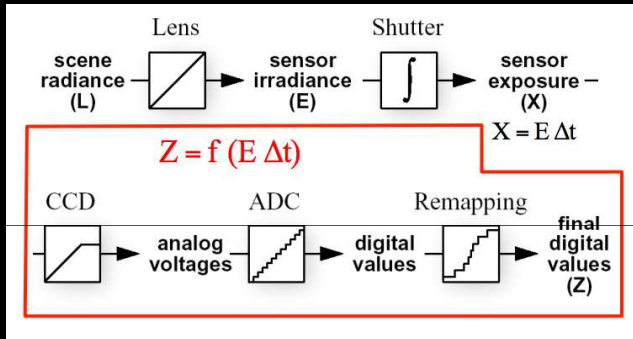 Lens
Shutter
scene
radiance
(L)
sensor
irradiance
(E)
∫
sensor
exposure
(X)
X = E Δt
Z = f (E Δt)
CCD
ADC
Remapping
analog
voltages
digital
values
final
digital
values
(Z)